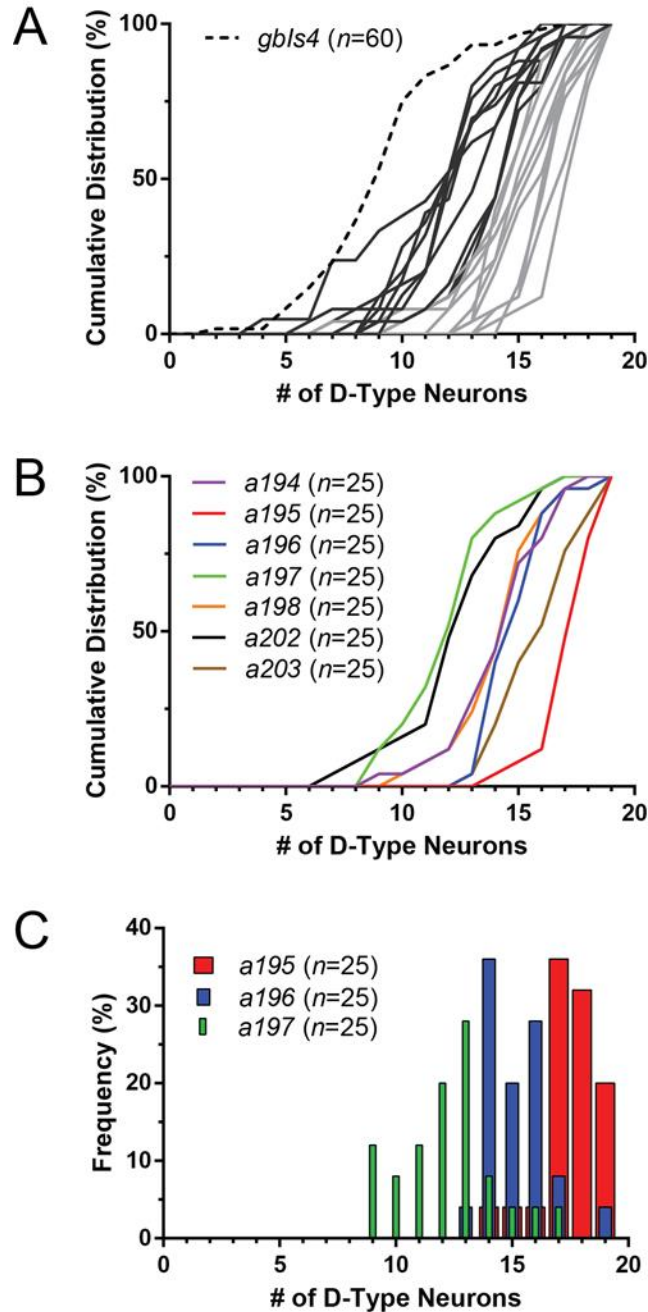 A
gbIs4 (n=60)
100
50
0
Cumulative Distribution (%)
0 5 10 15 20
# of D-Type Neurons
B
a194 (n=25)
a195 (n=25)
a196 (n=25)
a197 (n=25)
a198 (n=25)
a202 (n=25)
a203 (n=25)
100
50
0
Cumulative Distribution (%)
0 5 10 15 20
# of D-Type Neurons
C
a195 (n=25)
a196 (n=25)
a197 (n=25)
40
30
20
10
0
Frequency (%)
0 5 10 15 20
# of D-Type Neurons